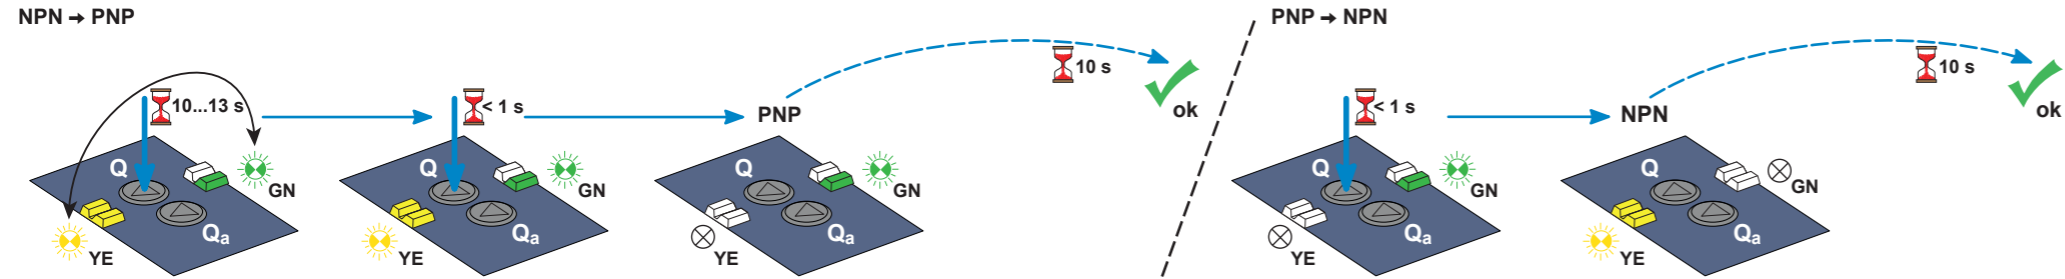 NPN → PNP
10...13 s
Q
Qa
GN
YE
< 1 s
Q
Qa
GN
YE
PNP
Q
Qa
GN
YE
10 s
ok
PNP → NPN
< 1 s
Q
Qa
GN
YE
NPN
Q
Qa
GN
YE
10 s
ok